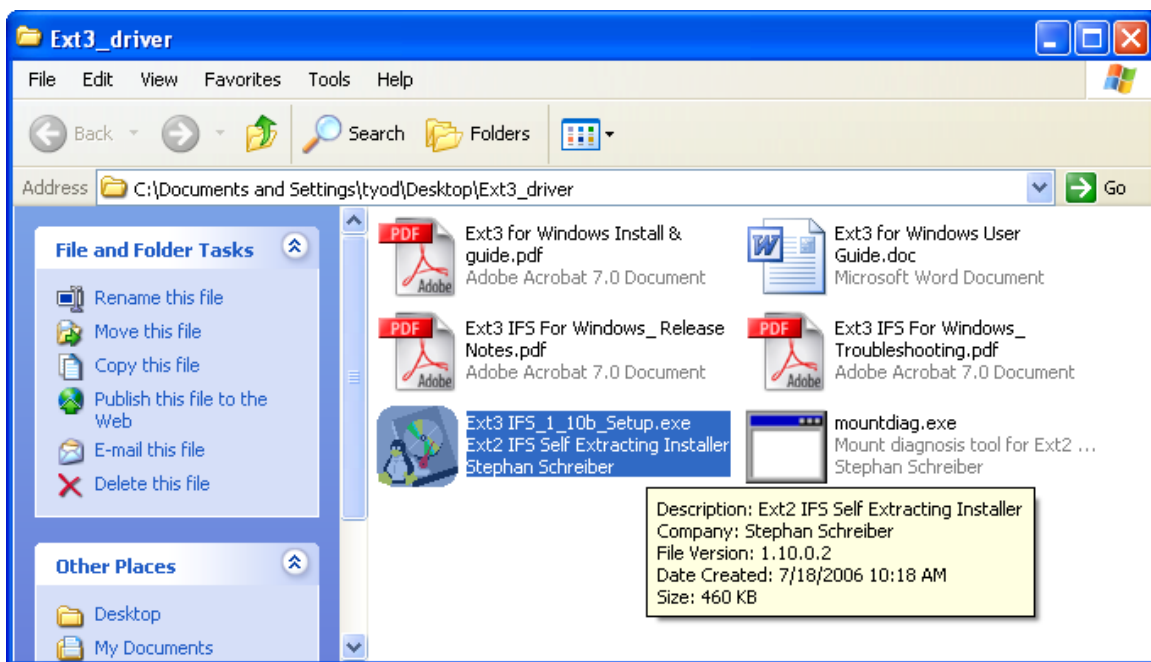 Ext3_driver
File Edit View Favorites Tools Help
Back Search Folders
Address C:\Documents and Settings\tyod\Desktop\Ext3_driver Go
File and Folder Tasks
Rename this file
Move this file
Copy this file
Publish this file to the
Web
E-mail this file
Delete this file
Other Places
Desktop
My Documents
PDF
Adobe
Ext3 for Windows Install &
guide.pdf
Adobe Acrobat 7.0 Document
W
Ext3 for Windows User
Guide.doc
Microsoft Word Document
PDF
Adobe
Ext3 IFS For Windows_ Release
Notes.pdf
Adobe Acrobat 7.0 Document
PDF
Adobe
Ext3 IFS For Windows_
Troubleshooting.pdf
Adobe Acrobat 7.0 Document
Ext3 IFS_1_10b_Setup.exe
Ext2 IFS Self Extracting Installer
Stephan Schreiber
mountdiag.exe
Mount diagnosis tool for Ext2 ...
Stephan Schreiber
Description: Ext2 IFS Self Extracting Installer
Company: Stephan Schreiber
File Version: 1.10.0.2
Date Created: 7/18/2006 10:18 AM
Size: 460 KB